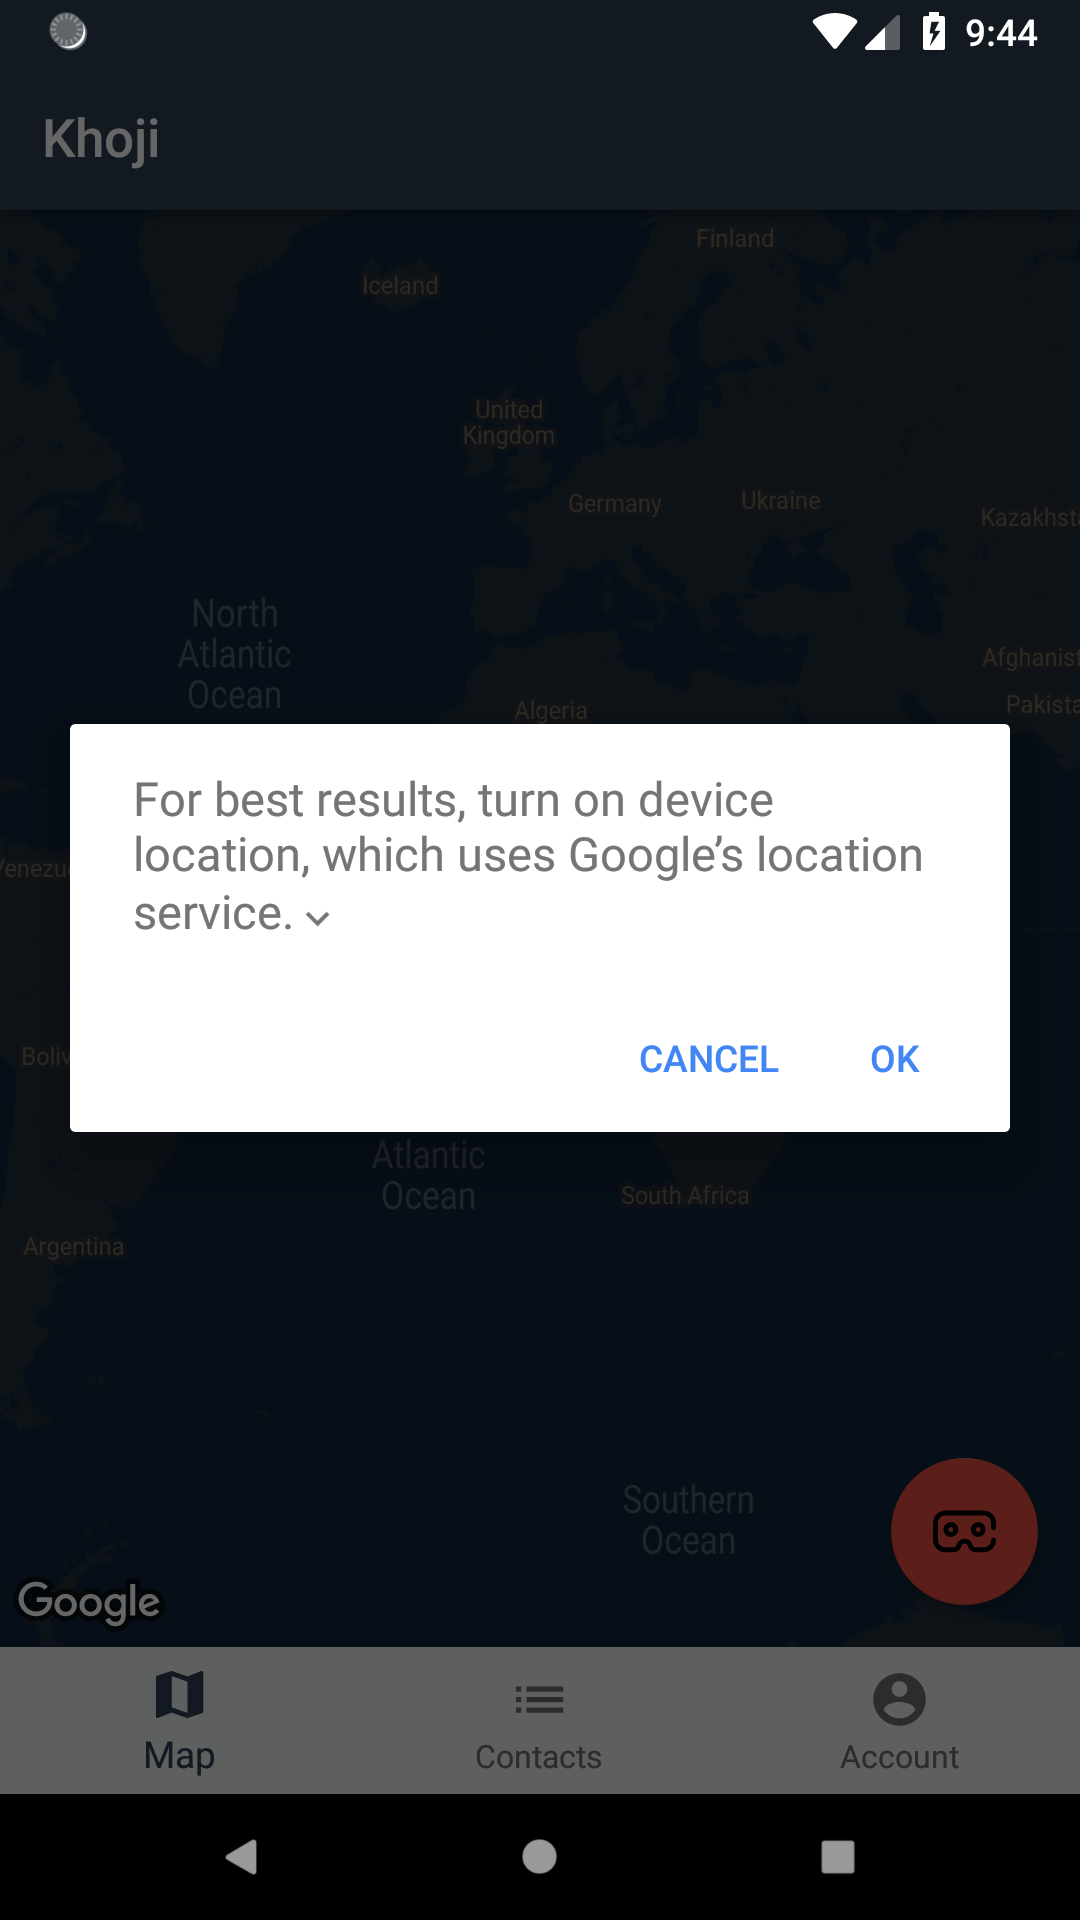 9:44
Khoji
Finland
Iceland
United
Kingdom
Germany
Ukraine
Kazakhsta
North
Atlantic
Ocean
Afghanist
Pakista
Algeria
For best results, turn on device
location, which uses Google’s location
service.
Venezu
Boliv
CANCEL
OK
Atlantic
Ocean
South Africa
Argentina
Southern
Ocean
Google
Map
Contacts
Account